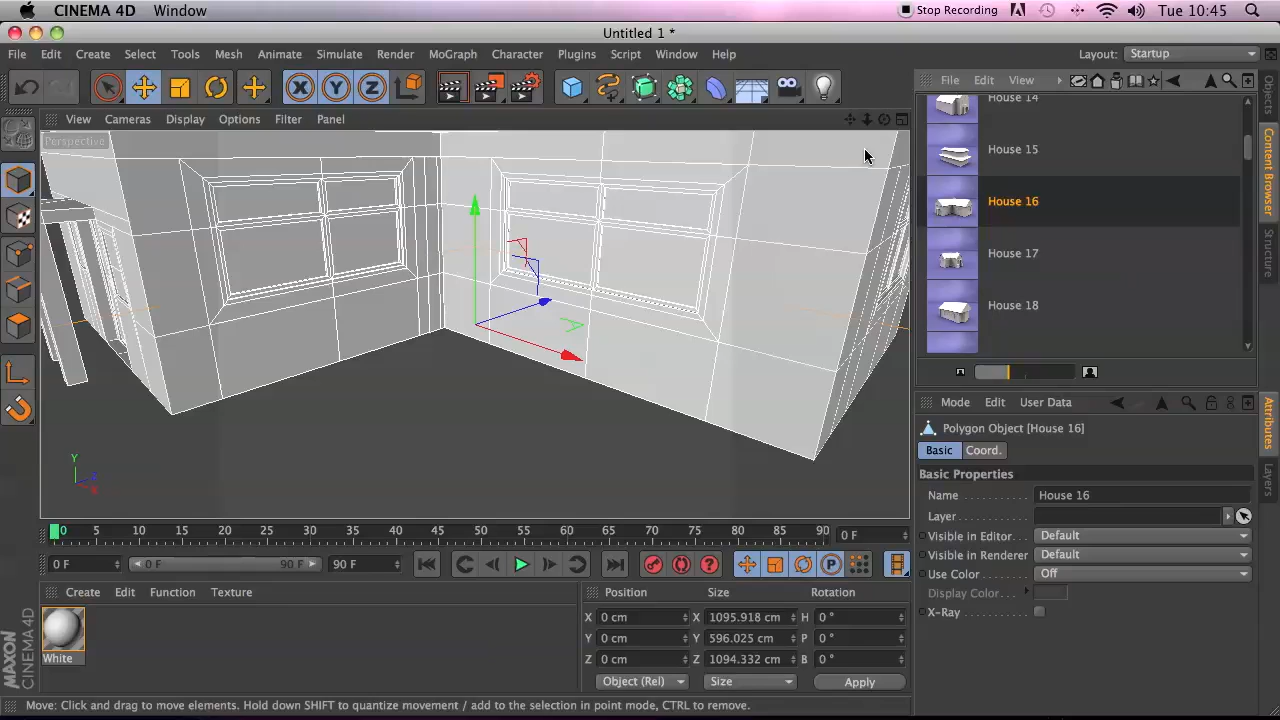 CINEMA 4D Window Stop Recording Tue 10:45
Untitled 1 *
File Edit Create Select Tools Mesh Snimate Simulate Render MoGraph Character Plugins Script Window Help Layout: Startup
X Y Z File Edit View
View Cameras Display Options Filter Panel
Perspective
House 14
House 15
House 16
House 17
House 18
Objects
Content Browser
Structure
Mode Edit User Data
Polygon Object [House 16]
Basic Coord.
Basic Properties
Name House 16
Layer
Visible in Editor Default
Visible in Renderer Default
Use Color Off
Display Color
X-Ray
Attributes
Layers
Y
Z
X
0 5 10 15 20 25 30 35 40 45 50 55 60 65 70 75 80 85 90 0 F
0 F 0 F 90 F 90 F P
Create Edit Function Texture
White
Position Size Rotation
X 0 cm X 1095.918 cm H 0 °
Y 0 cm Y 596.025 cm P 0 °
Z 0 cm Z 1094.332 cm B 0 °
Object (Rel) Size Apply
MAXON
CINEMA 4D
Move: Click and drag to move elements. Hold down SHIFT to quantize movement / add to the selection in point mode, CTRL to remove.